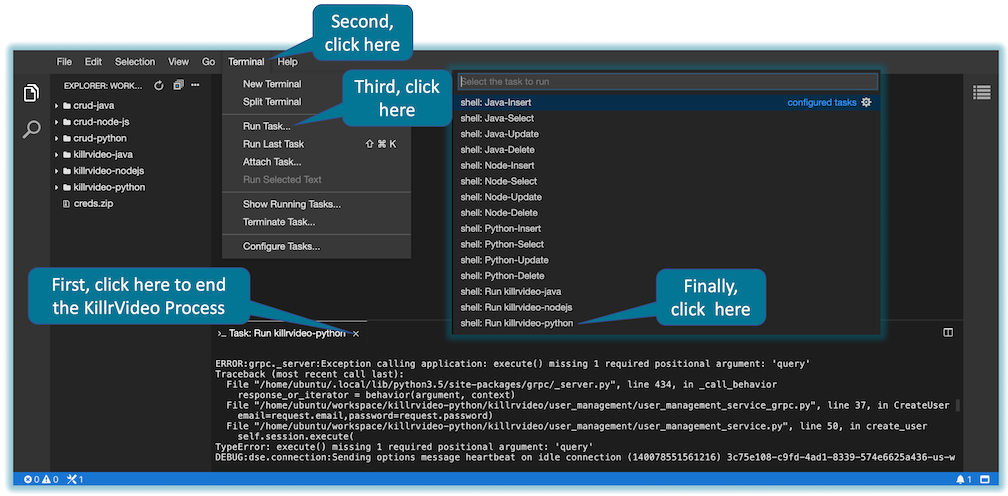 Second,
click here
File Edit Selection View Go Terminal Help
EXPLORER: WORK...
crud-java
crud-node-js
crud-python
killrvideo-java
killrvideo-nodejs
killrvideo-python
creds.zip
New Terminal
Split Terminal
Run Task...
Run Last Task ⇧ ⌘ K
Attach Task...
Run Selected Text
Show Running Tasks...
Terminate Task...
Configure Tasks...
Third, click
here
Select the task to run
shell: Java-Insert configured tasks
shell: Java-Select
shell: Java-Update
shell: Java-Delete
shell: Node-Insert
shell: Node-Select
shell: Node-Update
shell: Node-Delete
shell: Python-Insert
shell: Python-Select
shell: Python-Update
shell: Python-Delete
shell: Run killrvideo-java
shell: Run killrvideo-nodejs
shell: Run killrvideo-python
First, click here to end
the KillrVideo Process
Finally,
click here
>_ Task: Run killrvideo-python ×
ERROR:grpc._server:Exception calling application: execute() missing 1 required positional argument: 'query'
Traceback (most recent call last):
File "/home/ubuntu/.local/lib/python3.5/site-packages/grpc/_server.py", line 434, in _call_behavior
response_or_iterator = behavior(argument, context)
File "/home/ubuntu/workspace/killrvideo-python/killrvideo/user_management/user_management_service_grpc.py", line 37, in CreateUser
email=request.email,password=request.password)
File "/home/ubuntu/workspace/killrvideo-python/killrvideo/user_management/user_management_service.py", line 50, in create_user
self.session.execute(
TypeError: execute() missing 1 required positional argument: 'query'
DEBUG:dse.connection:Sending options message heartbeat on idle connection (140078551561216) 3c75e108-c9fd-4ad1-8339-574e6625a436-us-w
0 0 1
1